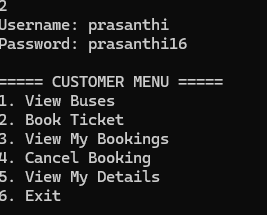 2
Username: prasanthi
Password: prasanthi16
===== CUSTOMER MENU =====
1. View Buses
2. Book Ticket
3. View My Bookings
4. Cancel Booking
5. View My Details
6. Exit